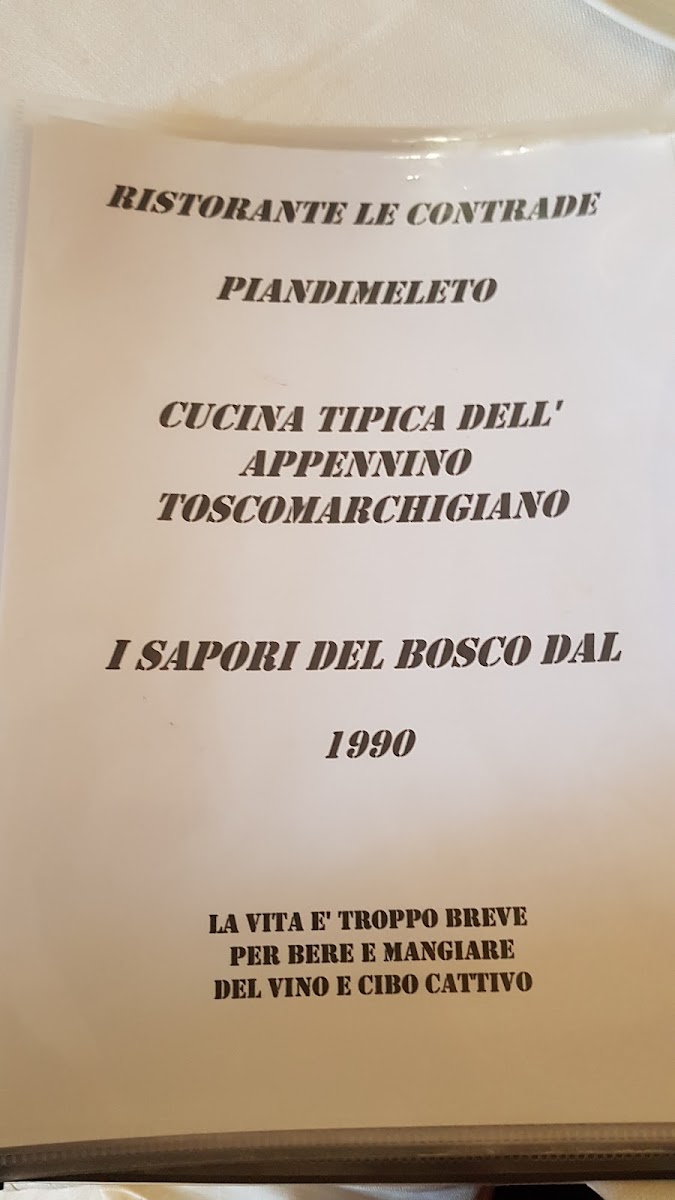 RISTORANTE LE CONTRADE
PIANDIMELETO
CUCINA TIPICA DELL'
APPENNINO
TOSCOMARCHIGIANO
I SAPORI DEL BOSCO DAL
1990
LA VITA E' TROPPO BREVE
PER BERE E MANGIARE
DEL VINO E CIBO CATTIVO